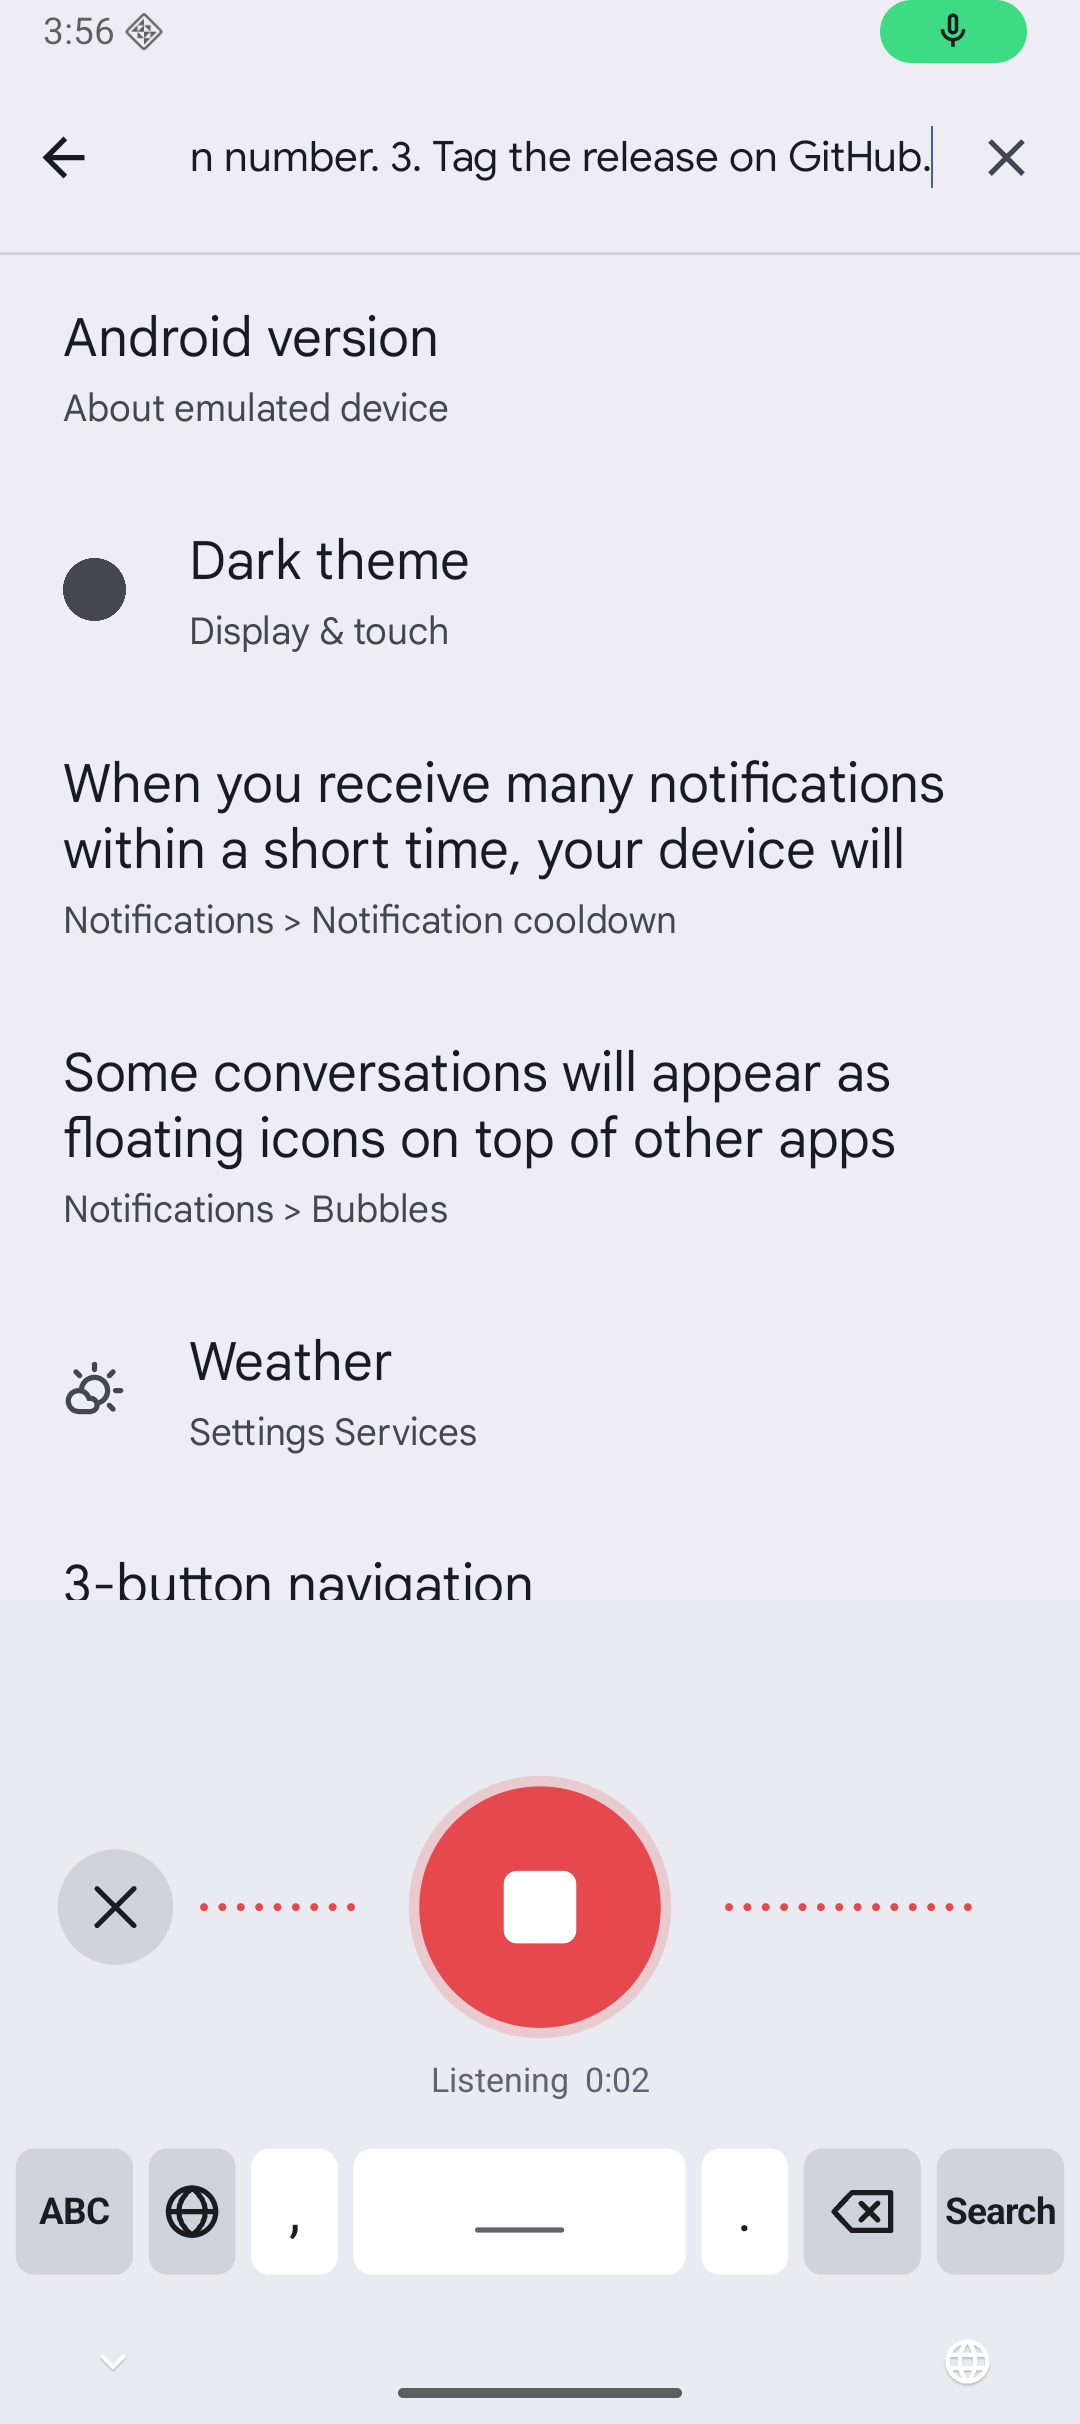 3:56
n number. 3. Tag the release on GitHub.
Android version
About emulated device
Dark theme
Display & touch
When you receive many notifications
within a short time, your device will
Notifications > Notification cooldown
Some conversations will appear as
floating icons on top of other apps
Notifications > Bubbles
Weather
Settings Services
3-button navigation
Listening 0:02
ABC , . Search